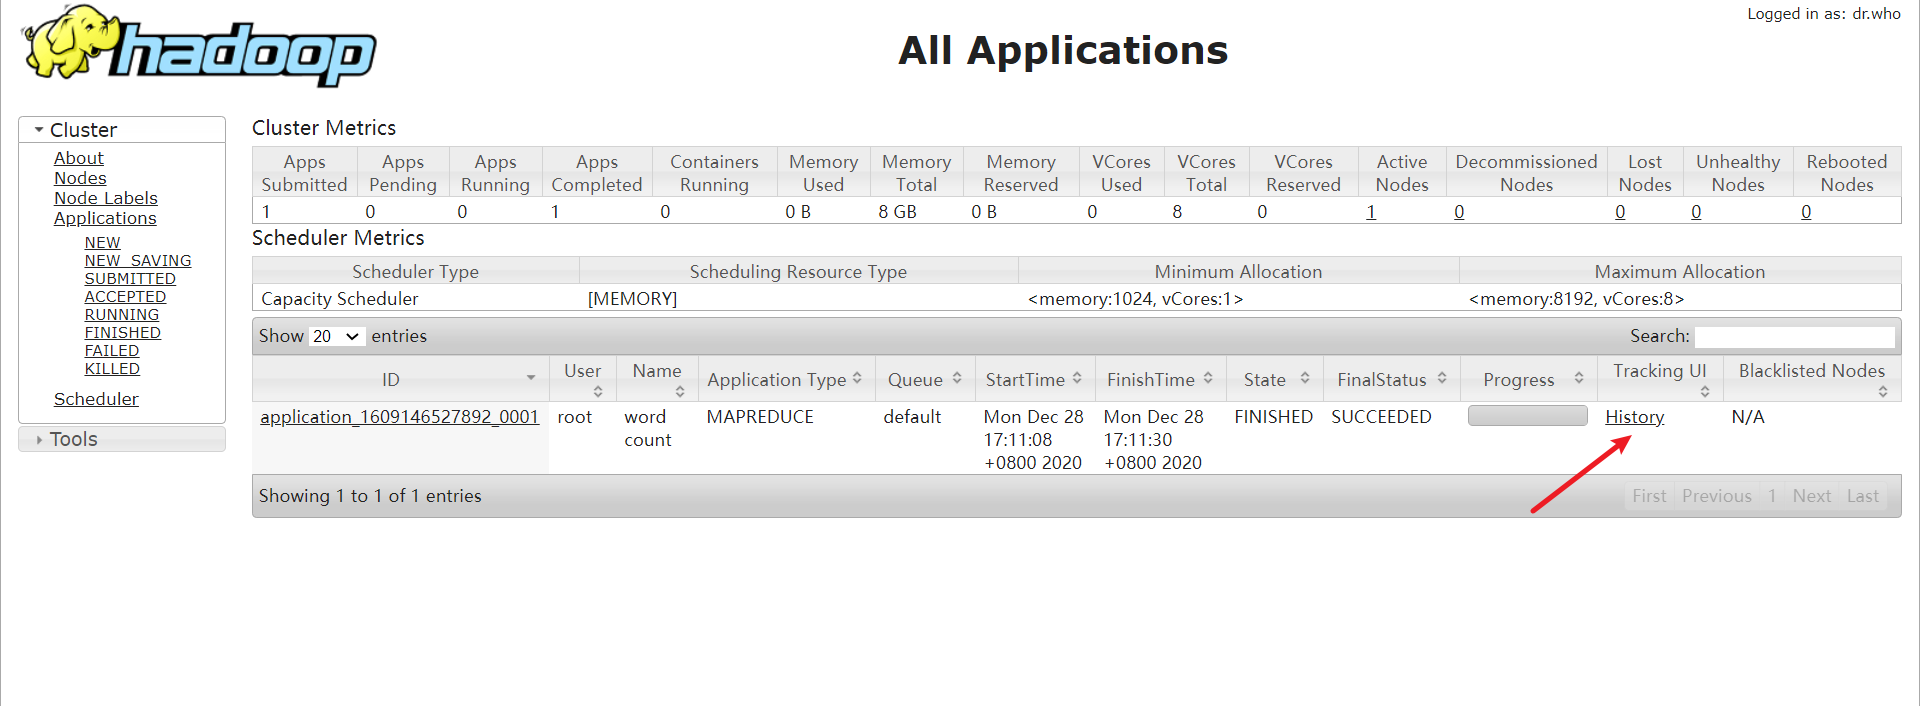 Logged in as: dr.who
hadoop
All Applications
Cluster
About
Nodes
Node Labels
Applications
NEW
NEW_SAVING
SUBMITTED
ACCEPTED
RUNNING
FINISHED
FAILED
KILLED
Scheduler
Tools
Cluster Metrics
Apps Submitted Apps Pending Apps Running Apps Completed Containers Running Memory Used Memory Total Memory Reserved VCores Used VCores Total VCores Reserved Active Nodes Decommissioned Nodes Lost Nodes Unhealthy Nodes Rebooted Nodes
1 0 0 1 0 0 B 8 GB 0 B 0 8 0 1 0 0 0 0
Scheduler Metrics
Scheduler Type Scheduling Resource Type Minimum Allocation Maximum Allocation
Capacity Scheduler [MEMORY] <memory:1024, vCores:1> <memory:8192, vCores:8>
Show 20 entries Search:
ID User Name Application Type Queue StartTime FinishTime State FinalStatus Progress Tracking UI Blacklisted Nodes
application_1609146527892_0001 root word count MAPREDUCE default Mon Dec 28 17:11:08 +0800 2020 Mon Dec 28 17:11:30 +0800 2020 FINISHED SUCCEEDED History N/A
Showing 1 to 1 of 1 entries First Previous 1 Next Last